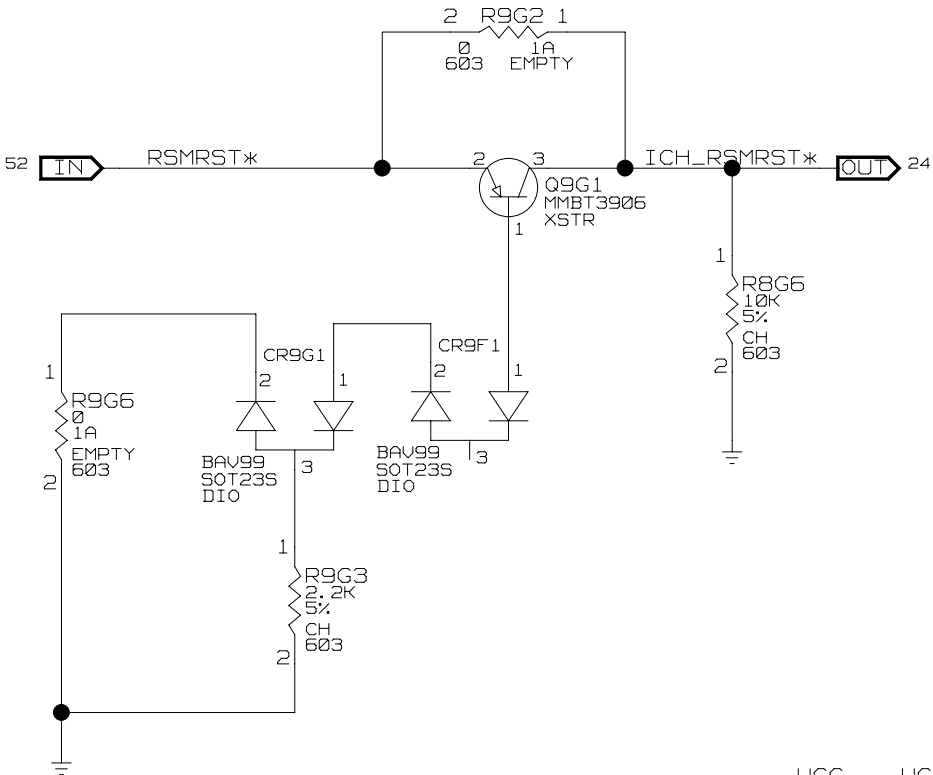 2 R9G2 1
0 1A
603 EMPTY
52 IN RSMRST* 2 3 ICH_RSMRST* OUT 24
Q9G1
MMBT3906
XSTR
1
1
R8G6
10K
5%
CH
603
2
CR9G1
2 1
CR9F1
2 1
1
R9G6
0
1A
EMPTY
603
2
BAV99
SOT23S
DIO
3
BAV99
SOT23S
DIO
3
1
R9G3
2.2K
5%
CH
603
2